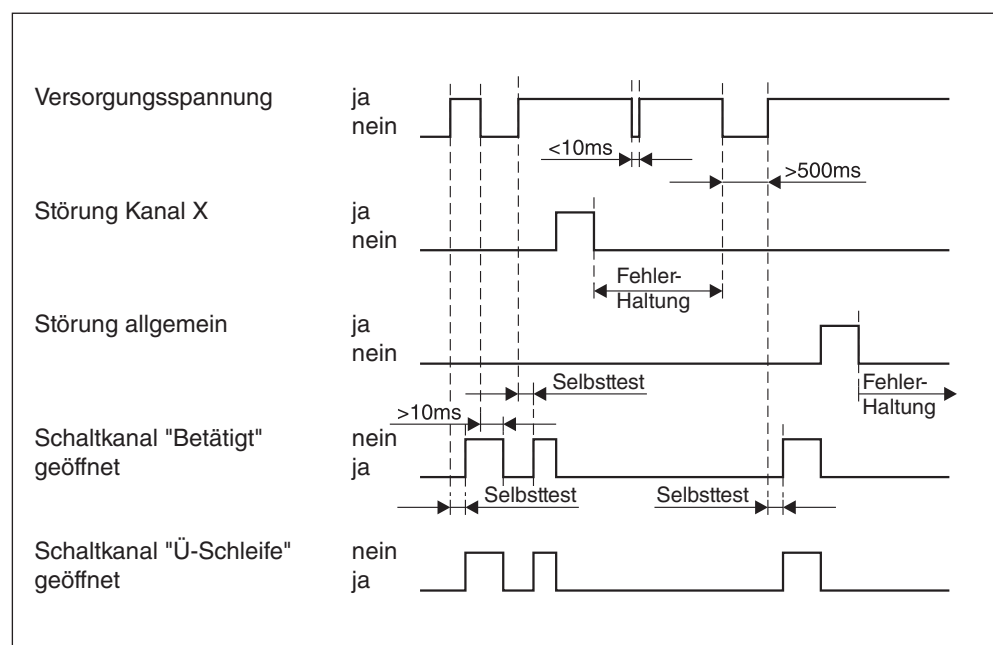 Versorgungsspannung ja
nein
<10ms
>500ms
Störung Kanal X ja
nein
Fehler-
Haltung
Störung allgemein ja
nein
Selbsttest
Fehler-
Haltung
>10ms
Schaltkanal "Betätigt" nein
geöffnet ja
Selbsttest
Selbsttest
Schaltkanal "Ü-Schleife" nein
geöffnet ja